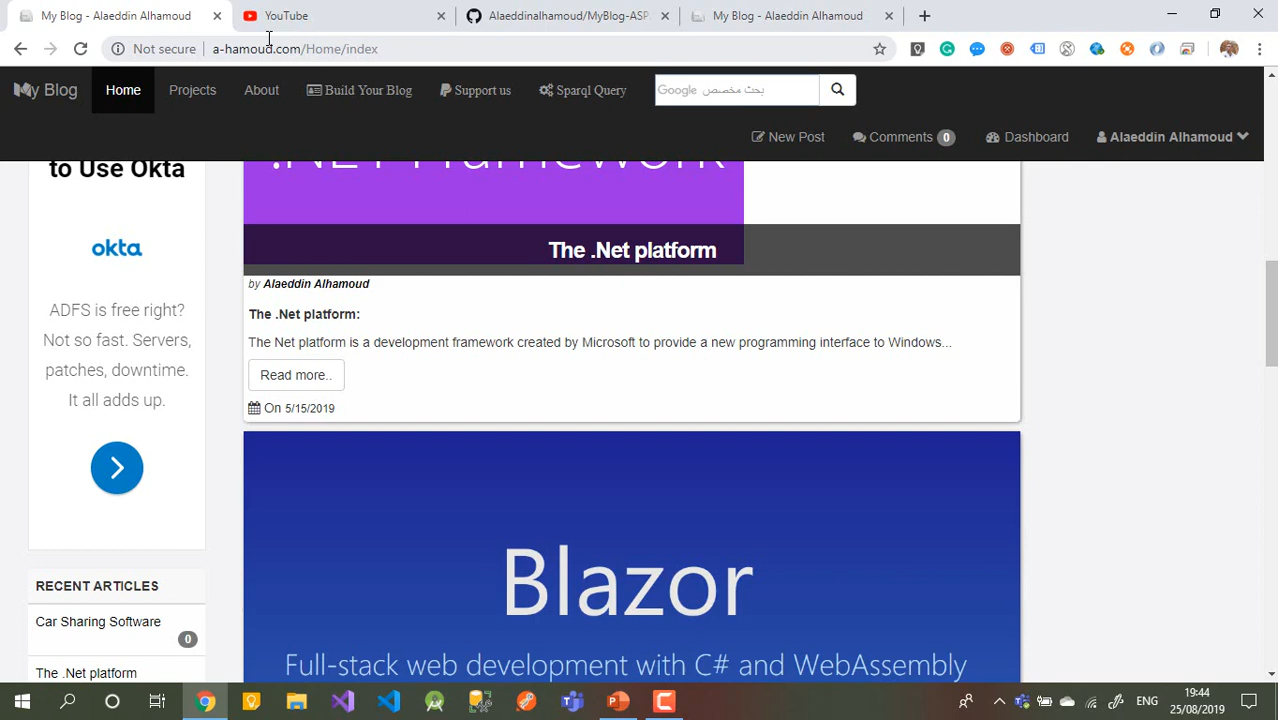 My Blog - Alaeddin Alhamoud
YouTube
Alaeddinalhamoud/MyBlog-ASP
My Blog - Alaeddin Alhamoud
Not secure
a-hamoud.com/Home/index
My Blog
Home
Projects
About
Build Your Blog
Support us
Sparql Query
Google بحث مخصص
New Post
Comments 0
Dashboard
Alaeddin Alhamoud
to Use Okta
okta
ADFS is free right?
Not so fast. Servers,
patches, downtime.
It all adds up.
RECENT ARTICLES
Car Sharing Software
0
The .Net platform
.NET Framework
The .Net platform
by Alaeddin Alhamoud
The .Net platform:
The Net platform is a development framework created by Microsoft to provide a new programming interface to Windows...
Read more..
On 5/15/2019
Blazor
Full-stack web development with C# and WebAssembly
ENG
19:44
25/08/2019